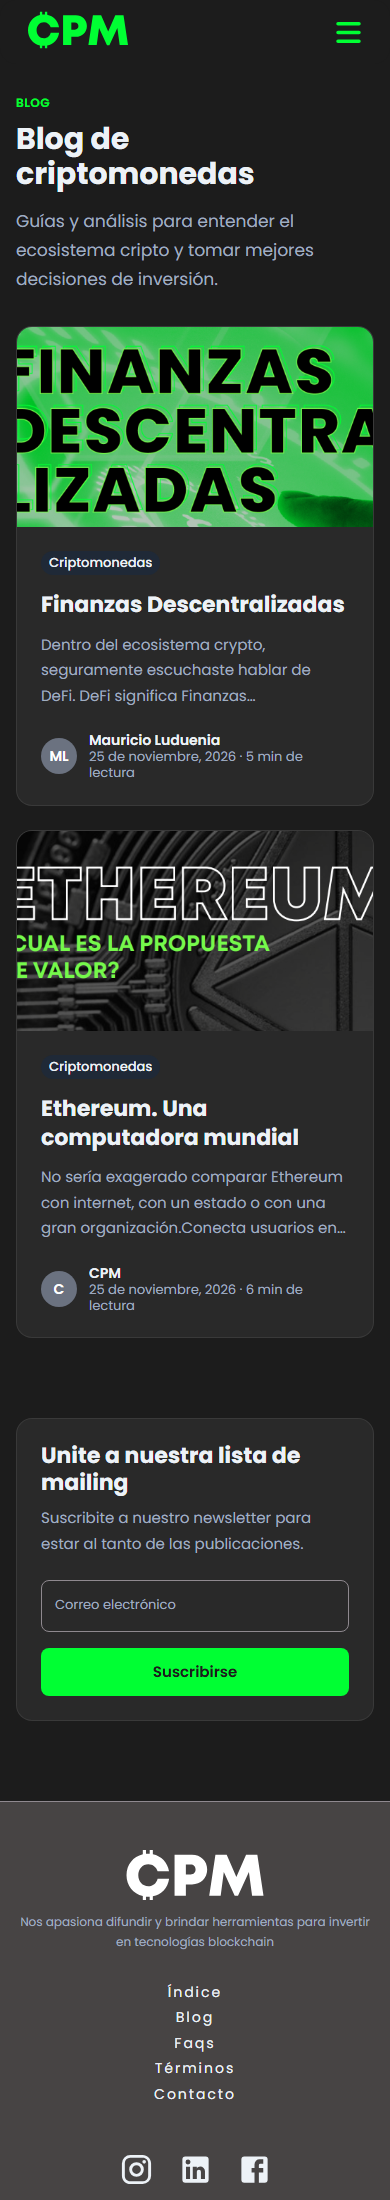 CPM
BLOG
Blog de
criptomonedas
Guías y análisis para entender el
ecosistema cripto y tomar mejores
decisiones de inversión.
FINANZAS
DESCENTRA
LIZADAS
Criptomonedas
Finanzas Descentralizadas
Dentro del ecosistema crypto,
seguramente escuchaste hablar de
DeFi. DeFi significa Finanzas...
ML
Mauricio Luduenia
25 de noviembre, 2026 · 5 min de
lectura
ETHEREUM
CUAL ES LA PROPUESTA
E VALOR?
Criptomonedas
Ethereum. Una
computadora mundial
No sería exagerado comparar Ethereum
con internet, con un estado o con una
gran organización.Conecta usuarios en...
C
CPM
25 de noviembre, 2026 · 6 min de
lectura
Unite a nuestra lista de
mailing
Suscribite a nuestro newsletter para
estar al tanto de las publicaciones.
Correo electrónico
Suscribirse
CPM
Nos apasiona difundir y brindar herramientas para invertir
en tecnologías blockchain
Índice
Blog
Faqs
Términos
Contacto